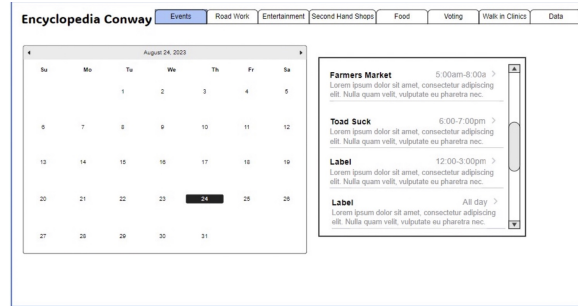 Encyclopedia Conway
Events Road Work Entertainment Second Hand Shops Food Voting Walk in Clinics Data
August 24, 2023
Su Mo Tu We Th Fr Sa
1 2 3 4 5
6 7 8 9 10 11 12
13 14 15 16 17 18 19
20 21 22 23 24 25 26
27 28 29 30 31
Farmers Market 5:00am-8:00a
Lorem ipsum dolor sit amet, consectetur adipiscing
elit. Nulla quam velit, vulputate eu pharetra nec.
Toad Suck 6:00-7:00pm
Lorem ipsum dolor sit amet, consectetur adipiscing
elit. Nulla quam velit, vulputate eu pharetra nec.
Label 12:00-3:00pm
Lorem ipsum dolor sit amet, consectetur adipiscing
elit. Nulla quam velit, vulputate eu pharetra nec.
Label All day
Lorem ipsum dolor sit amet, consectetur adipiscing
elit. Nulla quam velit, vulputate eu pharetra nec.